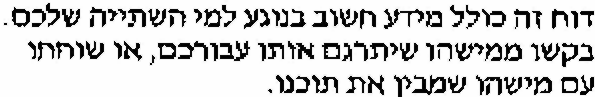 דוח זה כולל מידע חשוב בנוגע למי השתייה שלכם.
בקשו ממישהו שיתרגם אותו עבורכם, או שוחחו
עם מישהו שמבין את תוכנו.